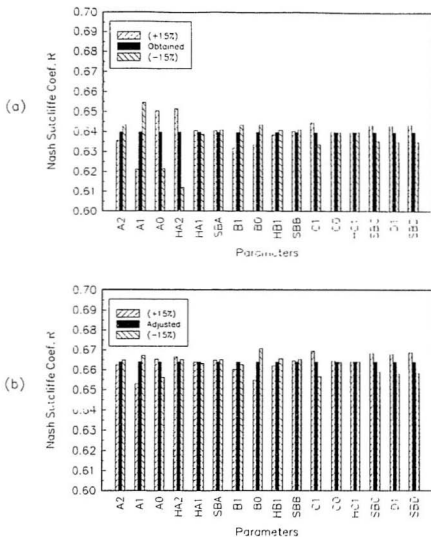 (a)
Nash Sutcliffe Coef. R
0.70
0.69
0.68
0.67
0.66
0.65
0.64
0.63
0.62
0.61
0.60
(+15%)
Obtained
(-15%)
A2
A1
A0
HA2
HA1
SBA
B1
B0
HB1
SBB
C1
C0
HC1
SBC
D1
SBD
Parameters
(b)
Nash Sutcliffe Coef. R
0.70
0.69
0.68
0.67
0.66
0.65
0.64
0.63
0.62
0.61
0.60
(+15%)
Adjusted
(-15%)
A2
A1
A0
HA2
HA1
SBA
B1
B0
HB1
SBB
C1
C0
HC1
SBC
D1
SBD
Parameters